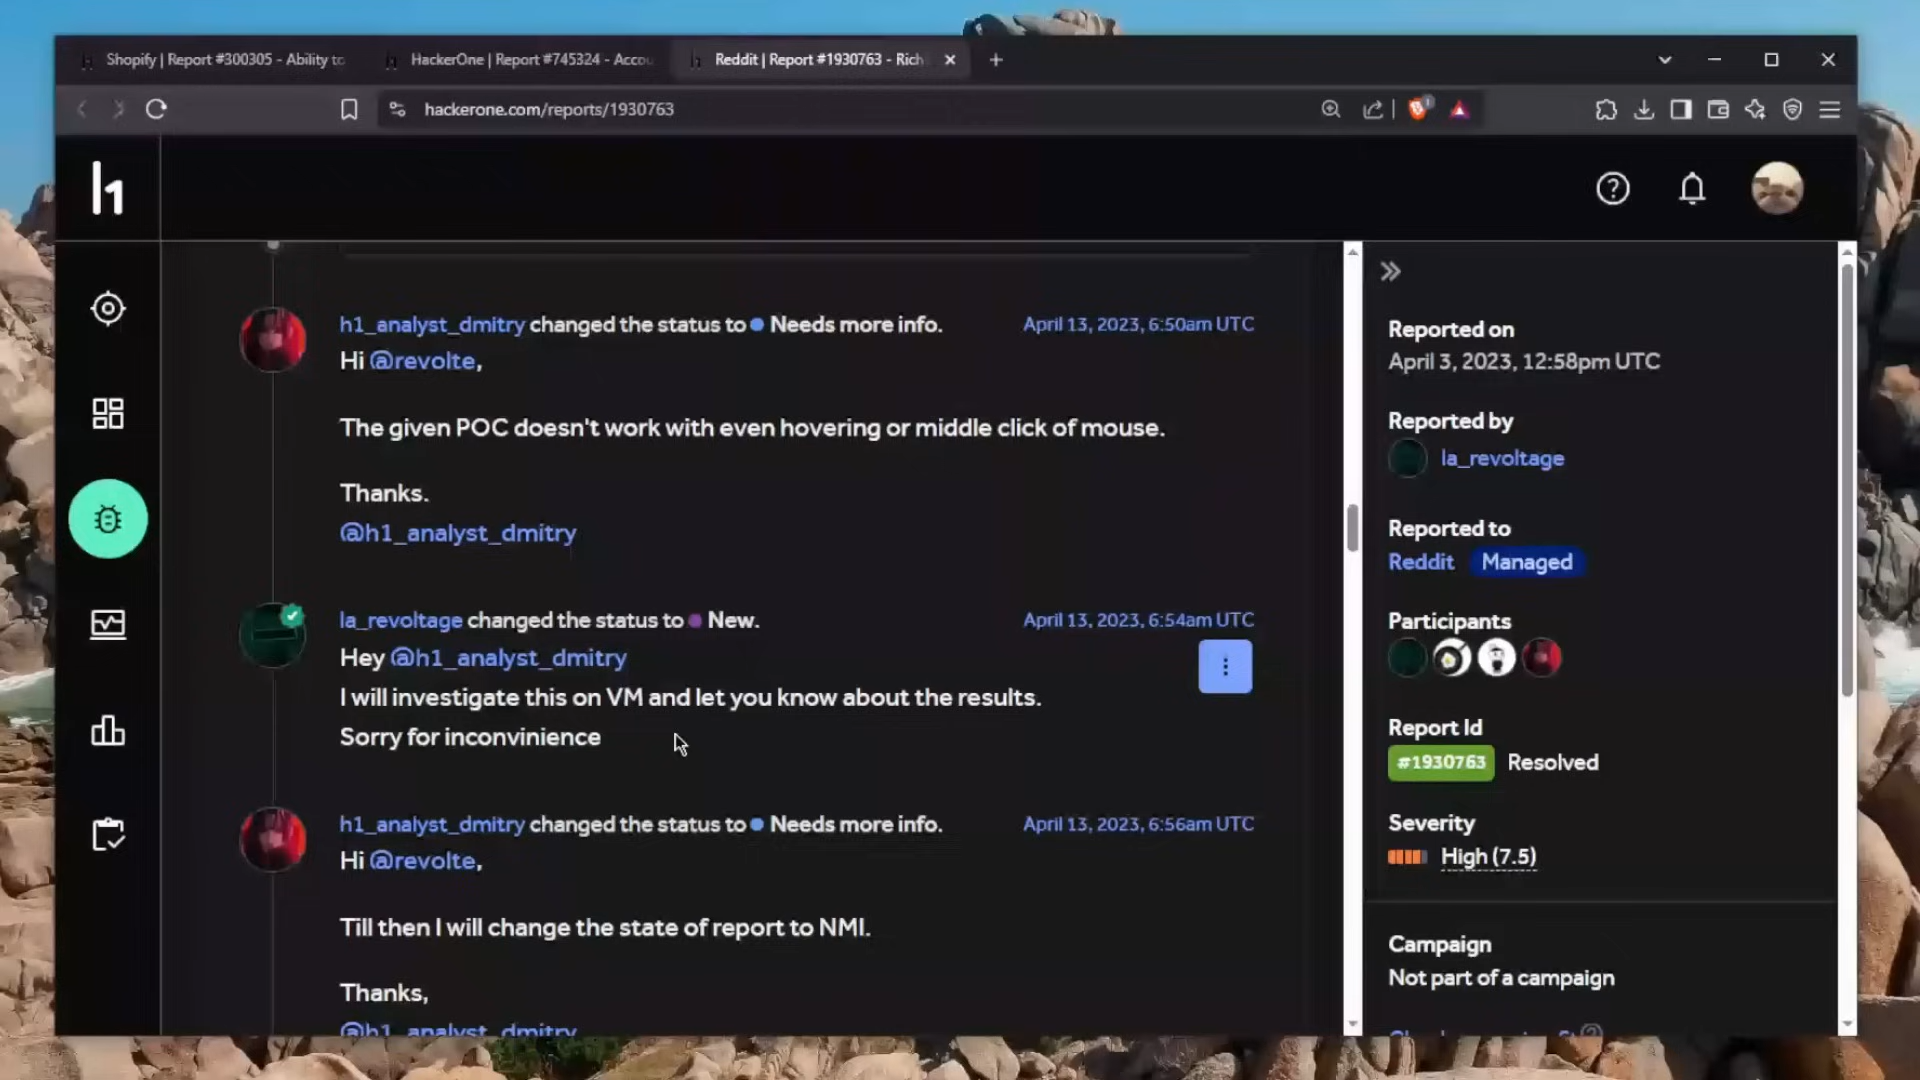 Shopify | Report #300305 - Ability to
HackerOne | Report #745324 - Accou
Reddit | Report #1930763 - Rich
hackerone.com/reports/1930763
h1_analyst_dmitry changed the status to Needs more info.
April 13, 2023, 6:50am UTC
Hi @revolte,
The given POC doesn't work with even hovering or middle click of mouse.
Thanks.
@h1_analyst_dmitry
la_revoltage changed the status to New.
April 13, 2023, 6:54am UTC
Hey @h1_analyst_dmitry
I will investigate this on VM and let you know about the results.
Sorry for inconvinience
h1_analyst_dmitry changed the status to Needs more info.
April 13, 2023, 6:56am UTC
Hi @revolte,
Till then I will change the state of report to NMI.
Thanks,
@h1_analyst_dmitry
Reported on
April 3, 2023, 12:58pm UTC
Reported by
la_revoltage
Reported to
Reddit Managed
Participants
Report Id
#1930763 Resolved
Severity
High (7.5)
Campaign
Not part of a campaign